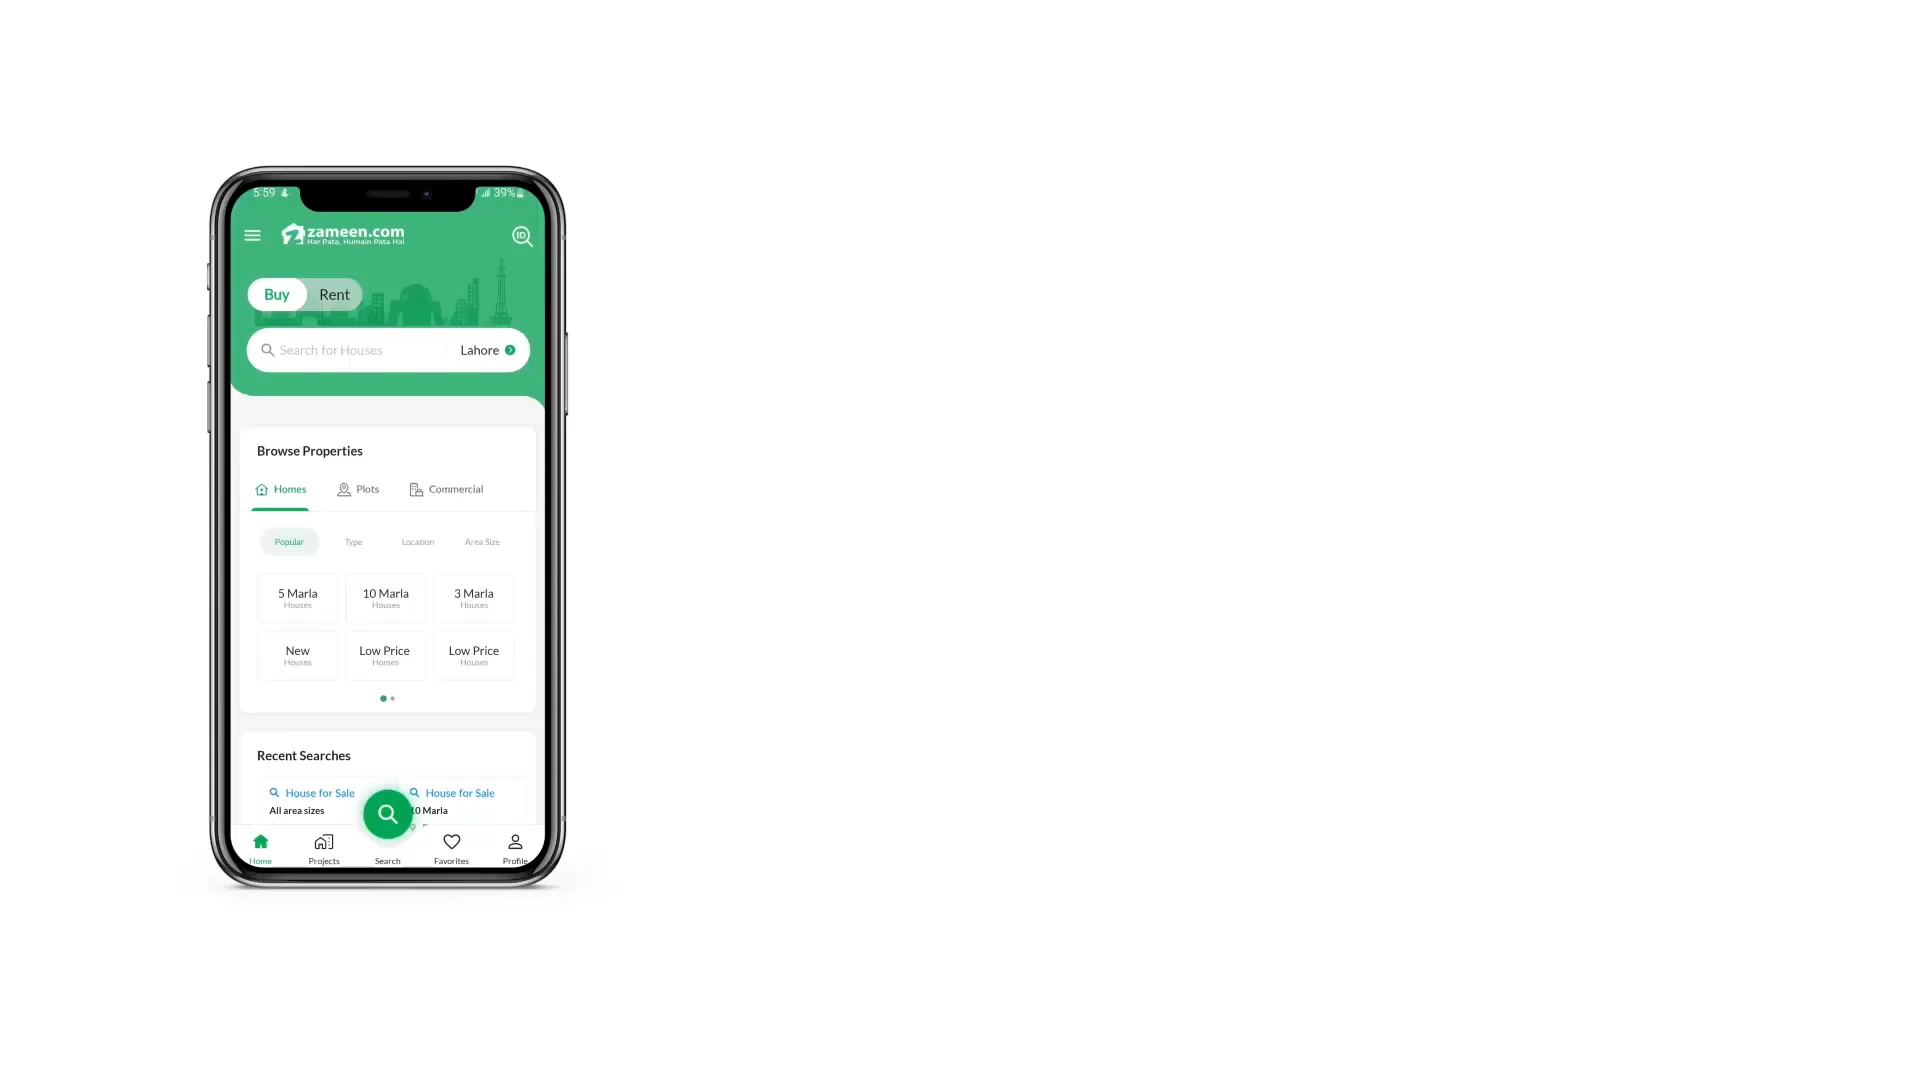 5:59 39%
zameen.com
Har Pata, Humain Pata Hai
ID
Buy Rent
Search for Houses Lahore
Browse Properties
Homes Plots Commercial
Popular Type Location Area Size
5 Marla 10 Marla 3 Marla
Houses Houses Houses
New Low Price Low Price
Houses Homes Houses
Recent Searches
House for Sale House for Sale
All area sizes 10 Marla
Home Projects Search Favorites Profile